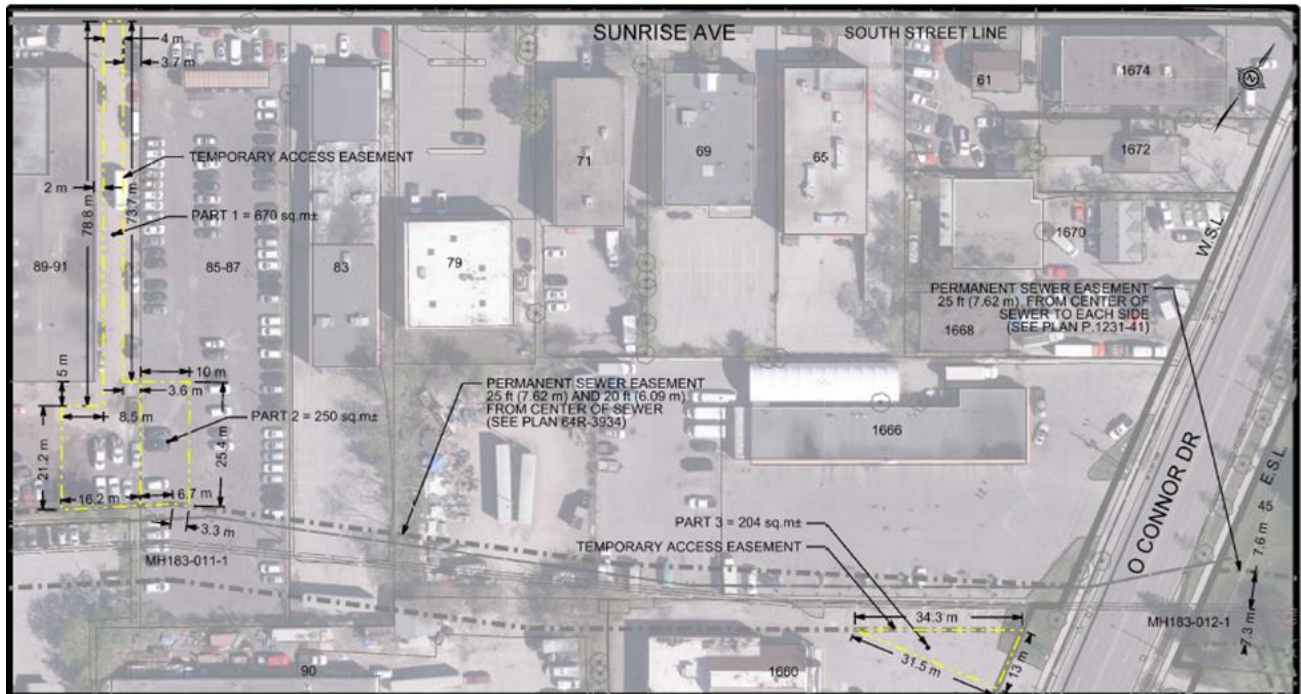 SUNRISE AVE
SOUTH STREET LINE
4 m
3.7 m
61
1674
N
1672
TEMPORARY ACCESS EASEMENT
71
69
65
2 m
78.8 m
73.7 m
PART 1 = 670 sq.m±
89-91
85-87
83
79
1670
W.S.L.
PERMANENT SEWER EASEMENT
25 ft (7.62 m) FROM CENTER OF
SEWER TO EACH SIDE
(SEE PLAN P.1231-41)
1668
5 m
10 m
3.6 m
PERMANENT SEWER EASEMENT
25 ft (7.62 m) AND 20 ft (6.09 m)
FROM CENTER OF SEWER
(SEE PLAN 64R-3934)
8.5 m
PART 2 = 250 sq.m±
1666
21.2 m
25.4 m
16.2 m
6.7 m
3.3 m
O CONNOR DR
E.S.L.
45
7.6 m
PART 3 = 204 sq.m±
TEMPORARY ACCESS EASEMENT
MH183-011-1
34.3 m
MH183-012-1
7.3 m
31.5 m
13 m
90
1660